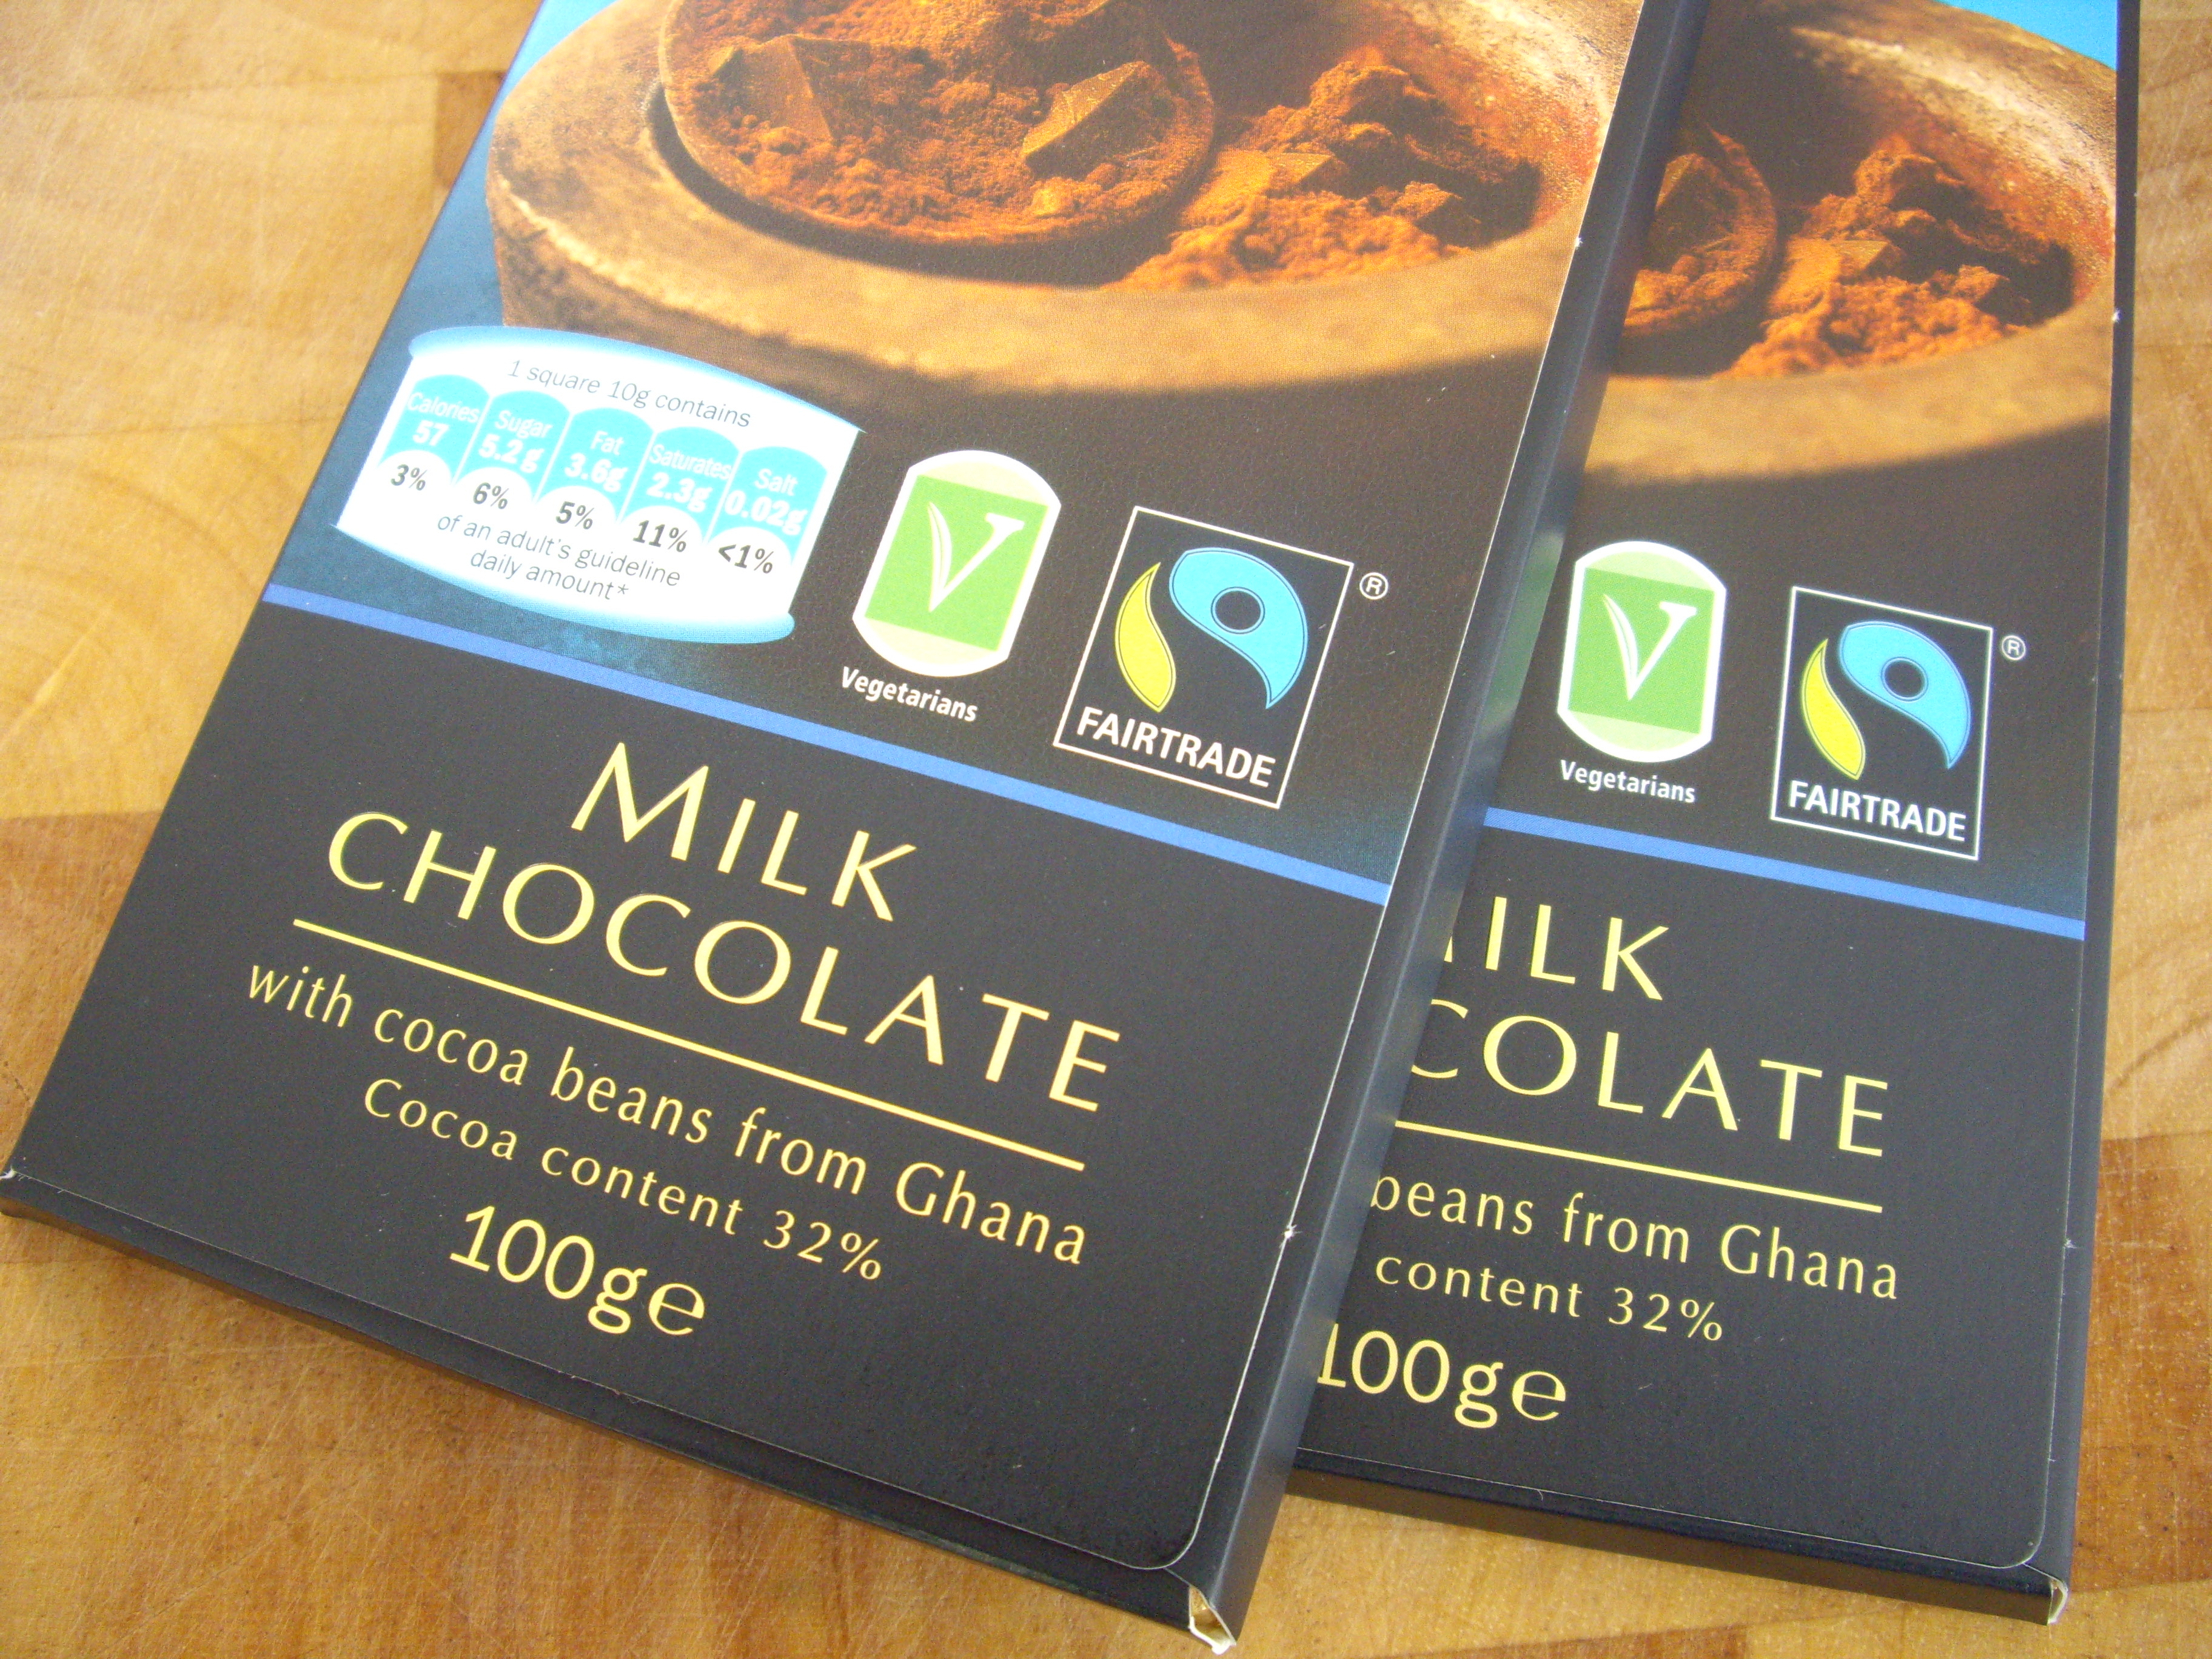 1 square 10g contains
Calories Sugar Fat Saturates Salt
57 5.2g 3.6g 2.3g 0.02g
3% 6% 5% 11% <1%
of an adult's guideline
daily amount*
Vegetarians
FAIRTRADE
®
MILK
CHOCOLATE
with cocoa beans from Ghana
Cocoa content 32%
100ge
Vegetarians
FAIRTRADE
®
ILK
COLATE
beans from Ghana
content 32%
100ge